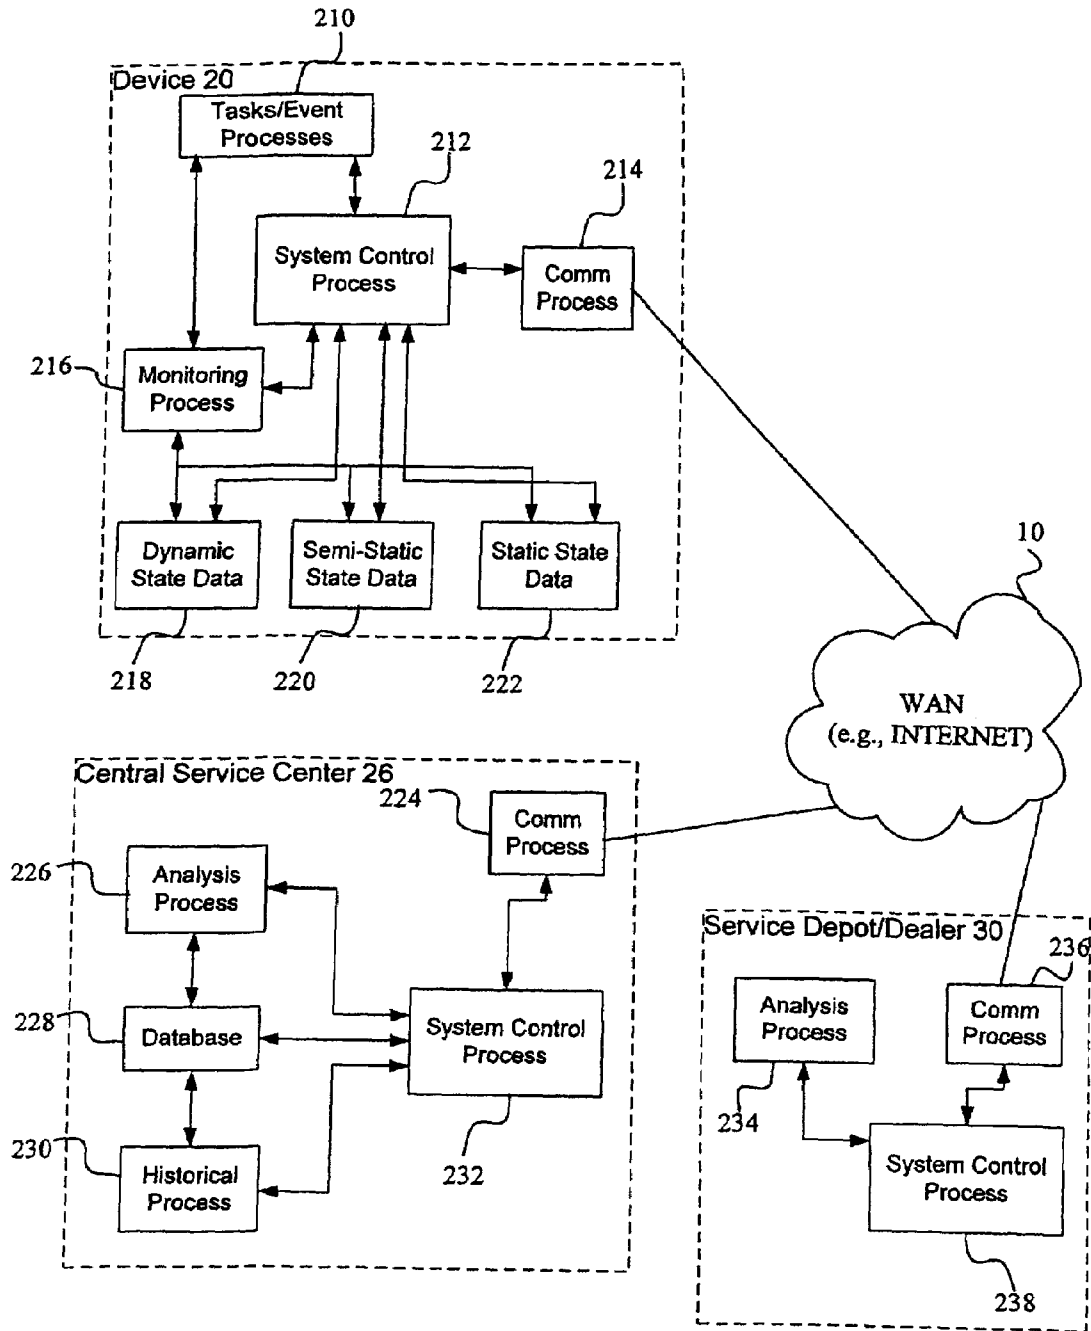 210
Device 20
Tasks/Event
Processes
212
214
System Control
Process
Comm
Process
216
Monitoring
Process
Dynamic
State Data
Semi-Static
State Data
Static State
Data
218
220
222
10
WAN
(e.g., INTERNET)
Central Service Center 26
224
Comm
Process
226
Analysis
Process
228
Database
System Control
Process
230
Historical
Process
232
Service Depot/Dealer 30
236
Analysis
Process
Comm
Process
234
System Control
Process
238